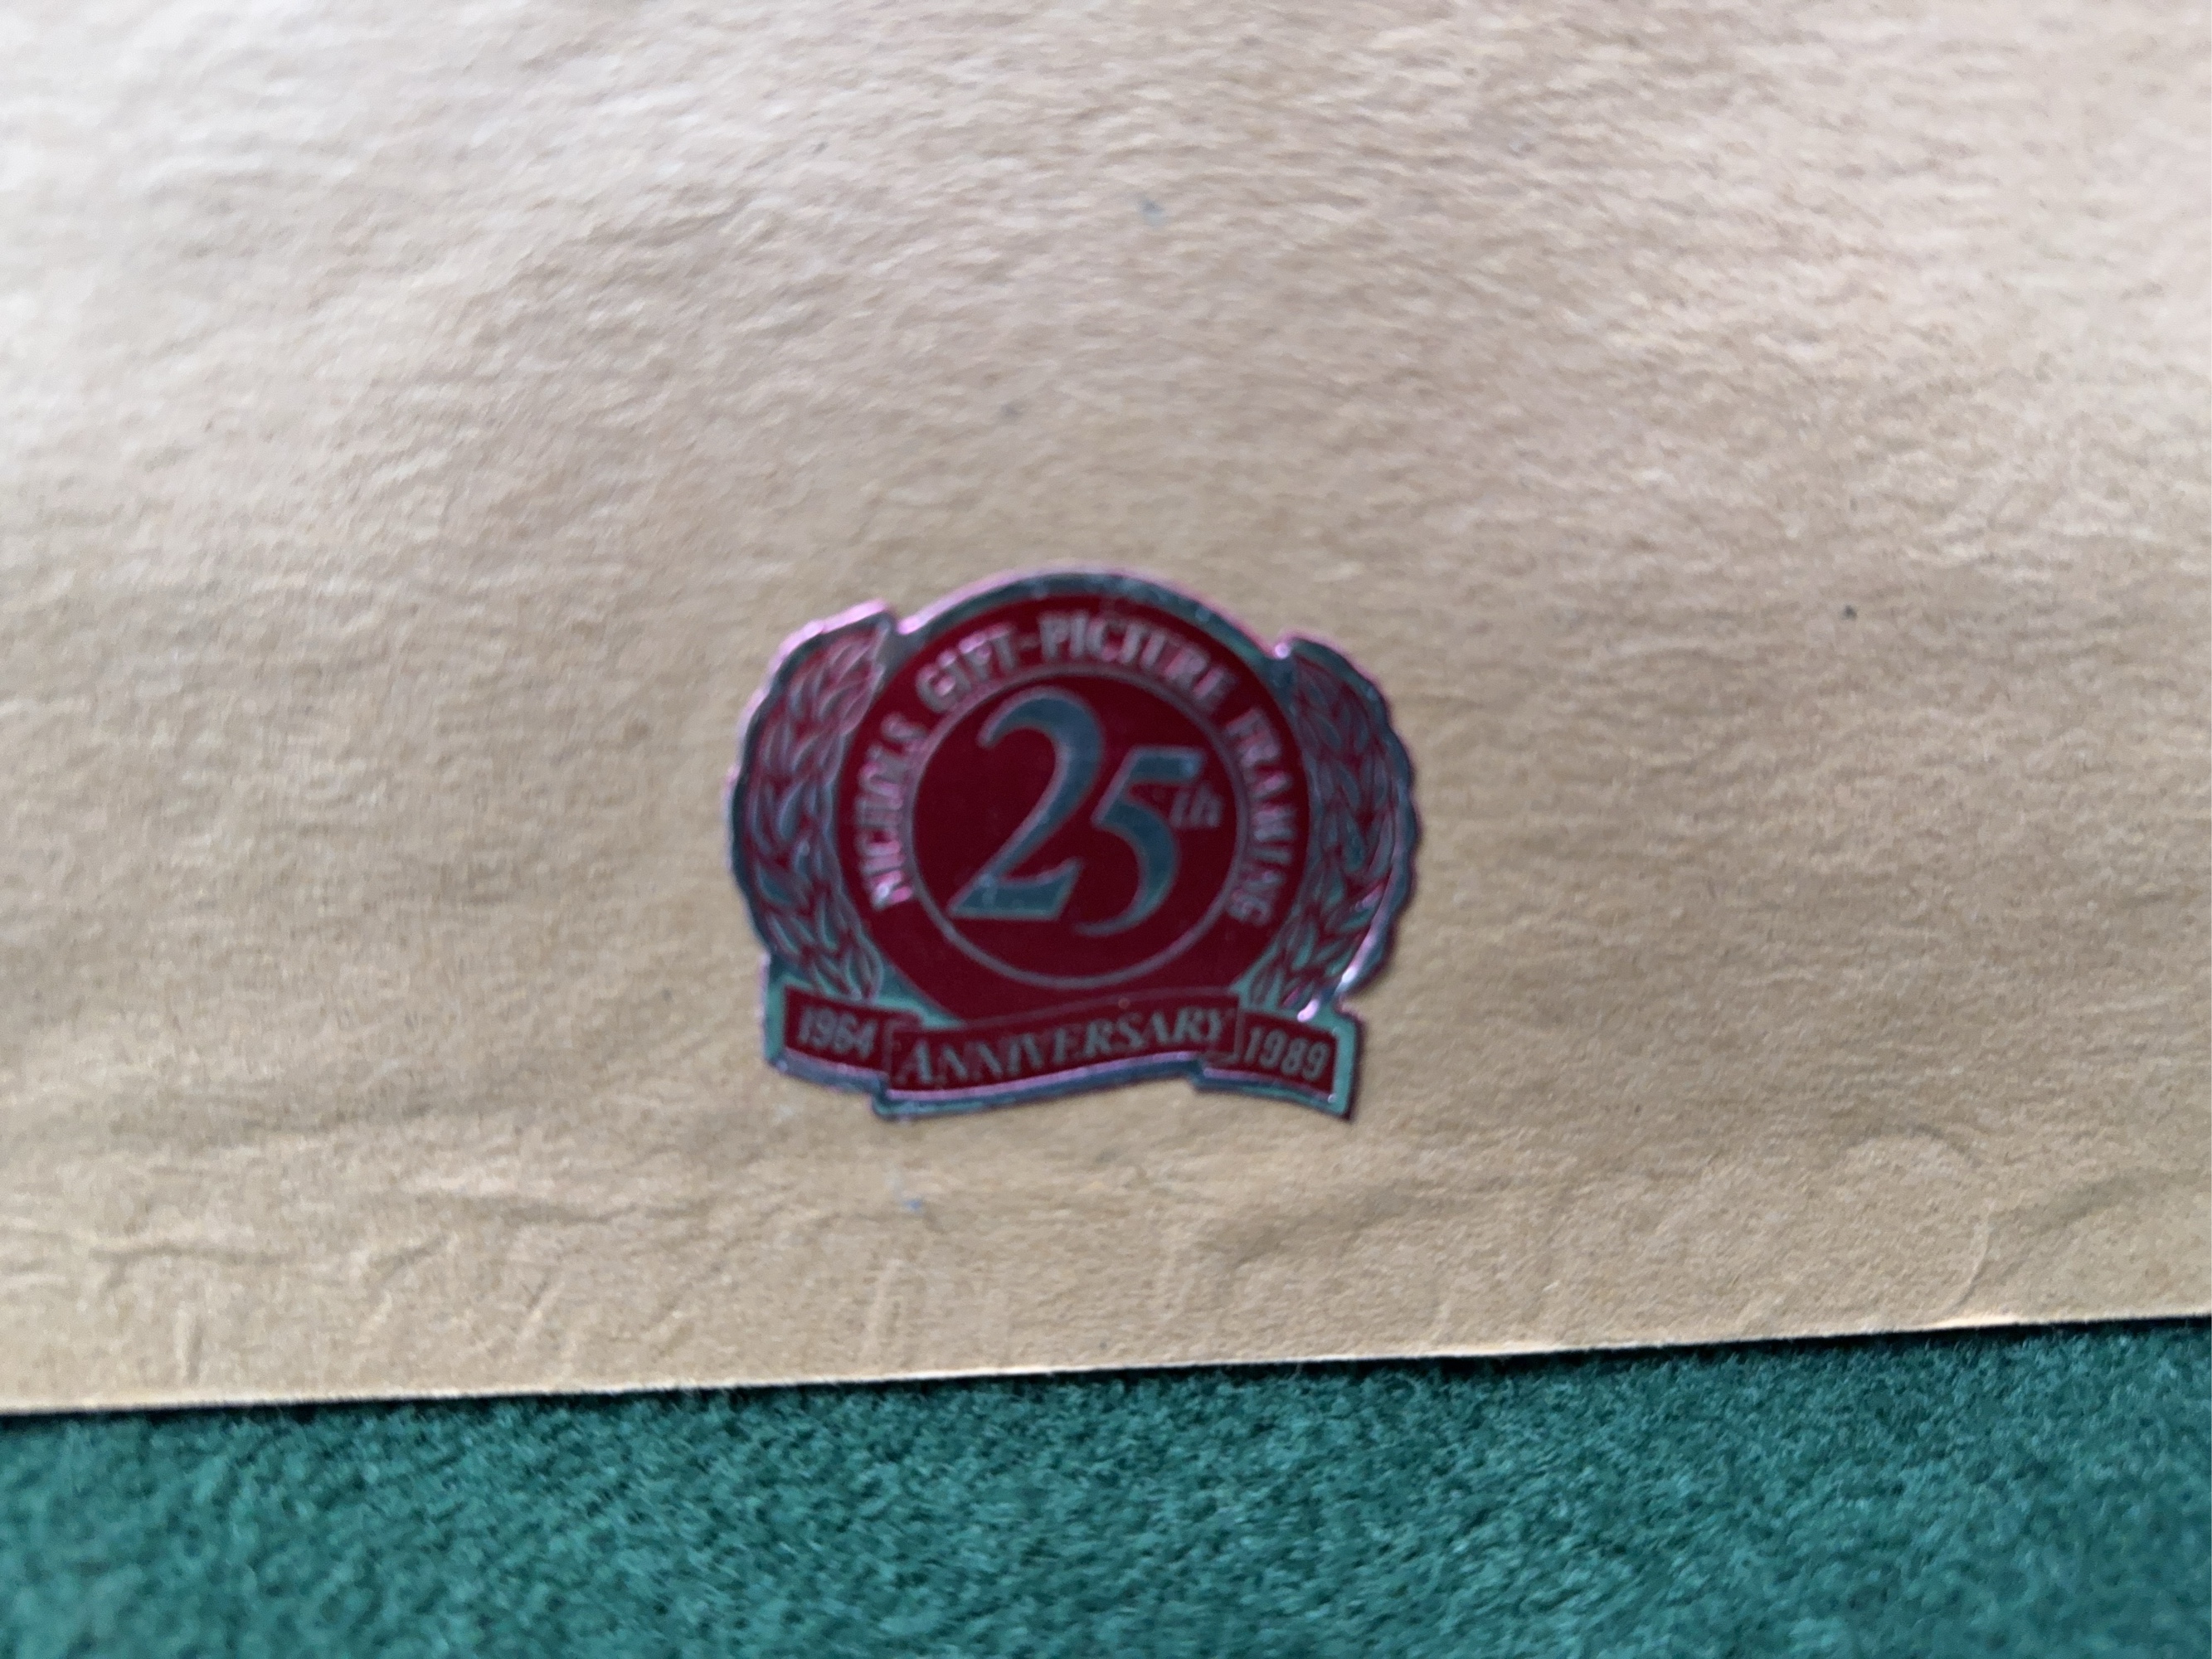 NICHOLS GIFT-PICTURE FRAMING
25th
1964 ANNIVERSARY 1989